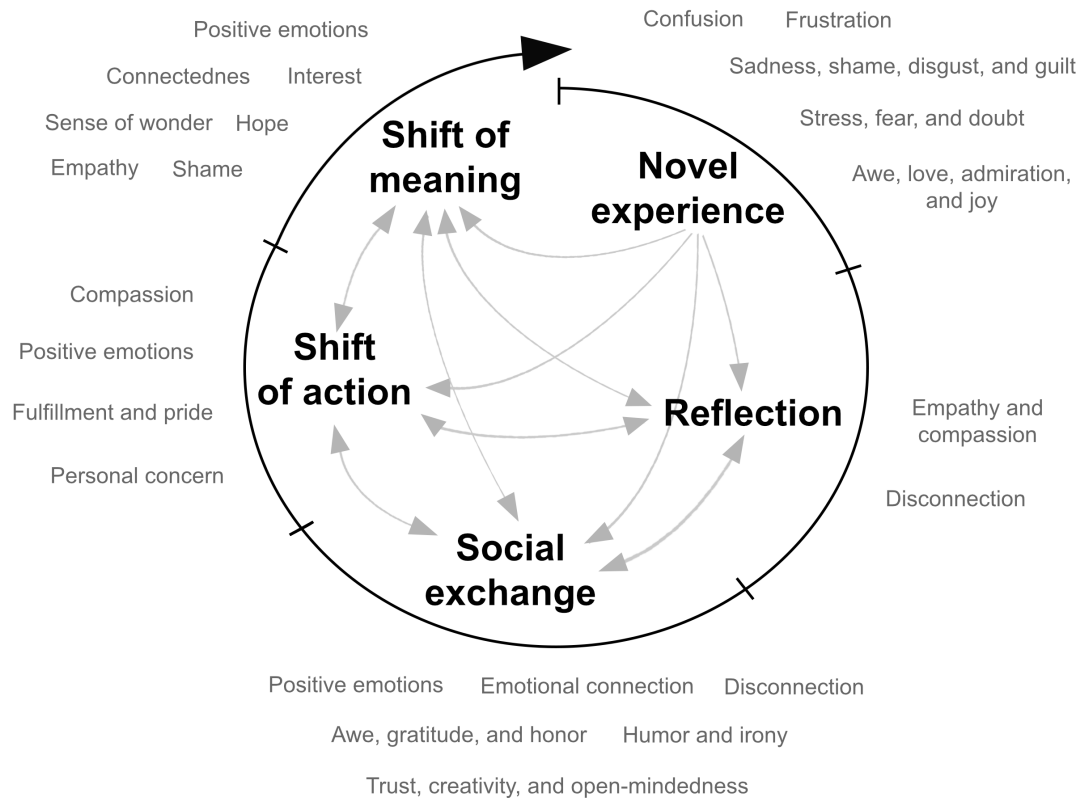 Positive emotions
Connectednes
Interest
Sense of wonder
Hope
Empathy
Shame
Confusion
Frustration
Sadness, shame, disgust, and guilt
Stress, fear, and doubt
Awe, love, admiration,
and joy
Shift of
meaning
Novel
experience
Compassion
Positive emotions
Fulfillment and pride
Personal concern
Shift
of action
Reflection
Empathy and
compassion
Disconnection
Social
exchange
Positive emotions
Emotional connection
Disconnection
Awe, gratitude, and honor
Humor and irony
Trust, creativity, and open-mindedness